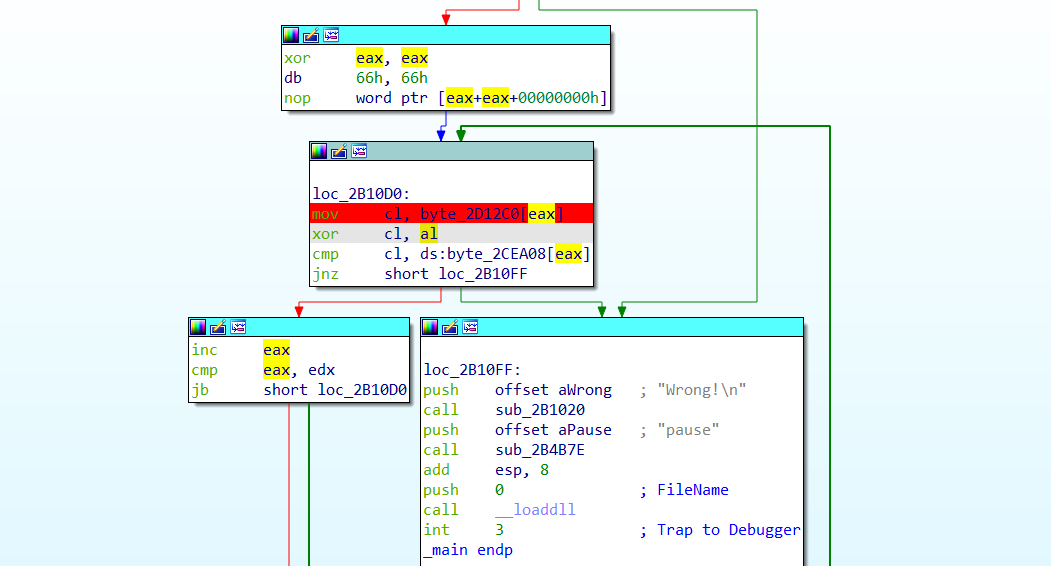 xor     eax, eax
db      66h, 66h
nop     word ptr [eax+eax+00000000h]
loc_2B10D0:
mov     cl, byte_2D12C0[eax]
xor     cl, al
cmp     cl, ds:byte_2CEA08[eax]
jnz     short loc_2B10FF
inc     eax
cmp     eax, edx
jb      short loc_2B10D0
loc_2B10FF:
push    offset aWrong   ; "Wrong!\n"
call    sub_2B1020
push    offset aPause   ; "pause"
call    sub_2B4B7E
add     esp, 8
push    0               ; FileName
call    __loaddll
int     3               ; Trap to Debugger
_main endp